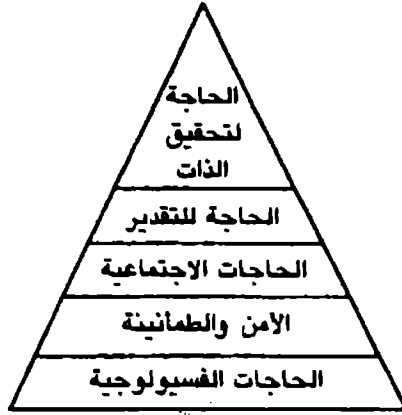 الحاجة
لتحقيق
الذات
الحاجة للتقدير
الحاجات الاجتماعية
الأمن والطمأنينة
الحاجات الفسيولوجية